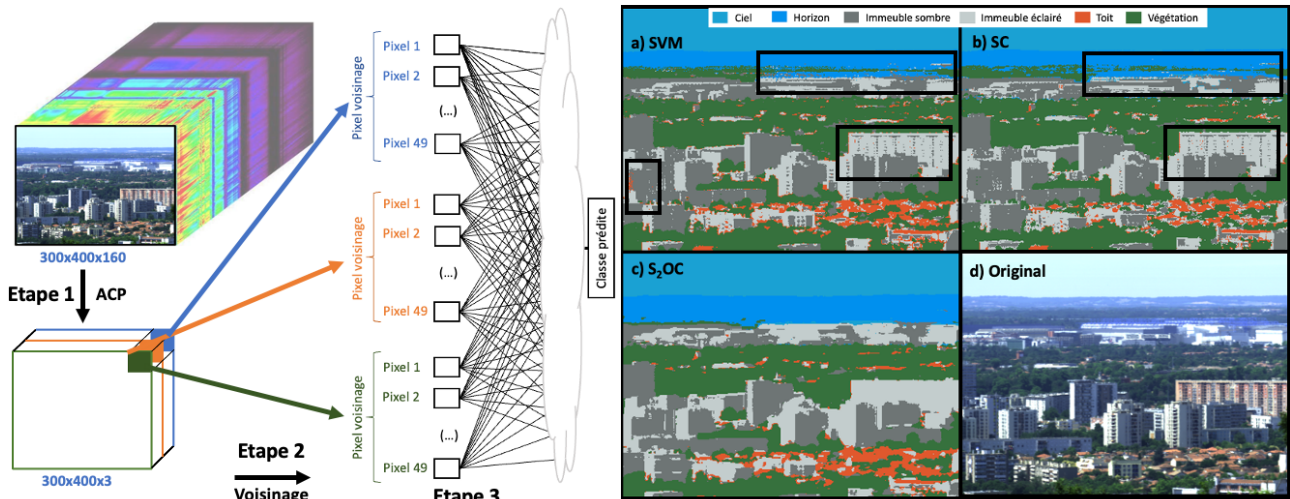 300x400x160
Etape 1
ACP
300x400x3
Etape 2
Voisinage
Pixel voisinage
Pixel 1
Pixel 2
(...)
Pixel 49
Pixel voisinage
Pixel 1
Pixel 2
(...)
Pixel 49
Pixel voisinage
Pixel 1
Pixel 2
(...)
Pixel 49
Etape 3
Classe prédite
Ciel Horizon Immeuble sombre Immeuble éclairé Toit Végétation
a) SVM
b) SC
c) S₂OC
d) Original